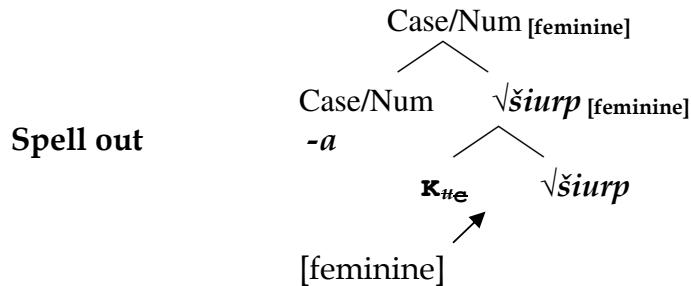 Case/Num [feminine]
Case/Num √šiurp [feminine]
Spell out -a
K √šiurp
[feminine]